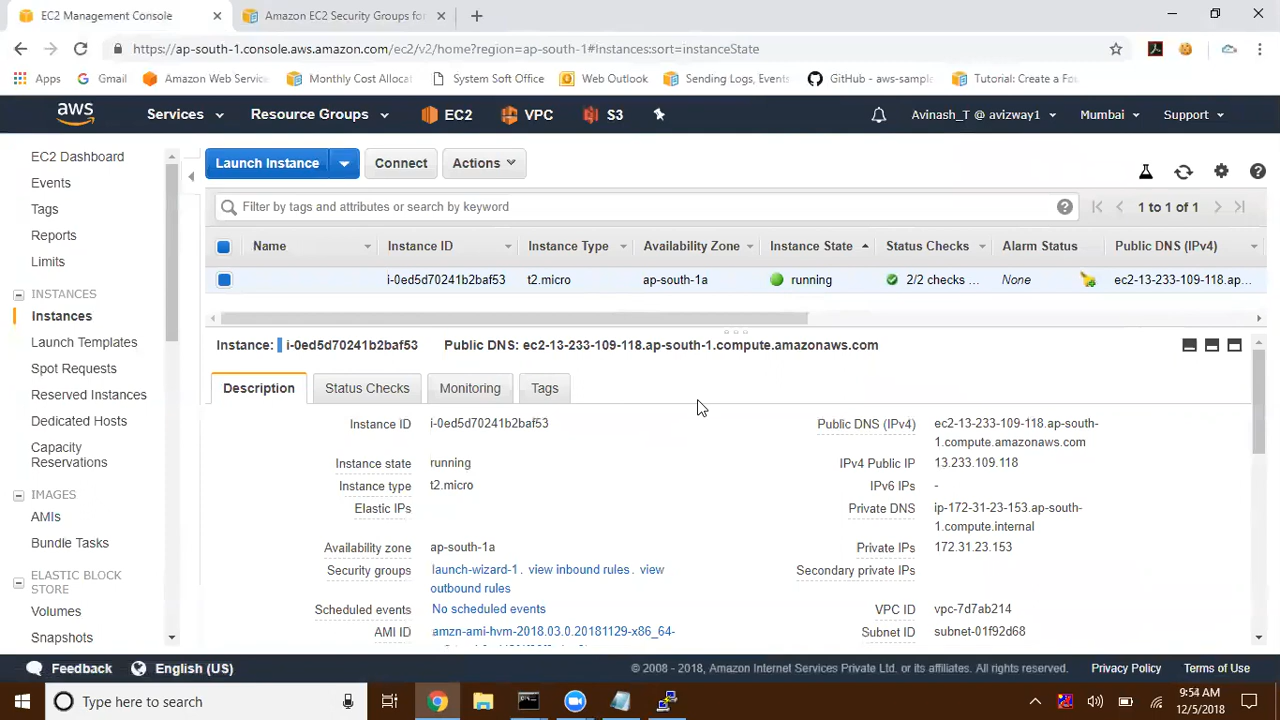 EC2 Management Console
Amazon EC2 Security Groups for
https://ap-south-1.console.aws.amazon.com/ec2/v2/home?region=ap-south-1#Instances:sort=instanceState
Apps
Gmail
Amazon Web Servic
Monthly Cost Allocat
System Soft Office
Web Outlook
Sending Logs, Events
GitHub - aws-sampl
Tutorial: Create a Fo
aws
Services
Resource Groups
EC2
VPC
S3
Avinash_T @ avizway1
Mumbai
Support
EC2 Dashboard
Events
Tags
Reports
Limits
INSTANCES
Instances
Launch Templates
Spot Requests
Reserved Instances
Dedicated Hosts
Capacity
Reservations
IMAGES
AMIs
Bundle Tasks
ELASTIC BLOCK
STORE
Volumes
Snapshots
Launch Instance
Connect
Actions
Filter by tags and attributes or search by keyword
1 to 1 of 1
Name
Instance ID
Instance Type
Availability Zone
Instance State
Status Checks
Alarm Status
Public DNS (IPv4)
i-0ed5d70241b2baf53
t2.micro
ap-south-1a
running
2/2 checks ...
None
ec2-13-233-109-118.ap...
Instance: i-0ed5d70241b2baf53 Public DNS: ec2-13-233-109-118.ap-south-1.compute.amazonaws.com
Description
Status Checks
Monitoring
Tags
Instance ID i-0ed5d70241b2baf53
Instance state running
Instance type t2.micro
Elastic IPs
Availability zone ap-south-1a
Security groups launch-wizard-1. view inbound rules. view
outbound rules
Scheduled events No scheduled events
AMI ID amzn-ami-hvm-2018.03.0.20181129-x86_64-
Public DNS (IPv4) ec2-13-233-109-118.ap-south-
1.compute.amazonaws.com
IPv4 Public IP 13.233.109.118
IPv6 IPs -
Private DNS ip-172-31-23-153.ap-south-
1.compute.internal
Private IPs 172.31.23.153
Secondary private IPs
VPC ID vpc-7d7ab214
Subnet ID subnet-01f92d68
Feedback
English (US)
© 2008 - 2018, Amazon Internet Services Private Ltd. or its affiliates. All rights reserved.
Privacy Policy
Terms of Use
Type here to search
9:54 AM
12/5/2018